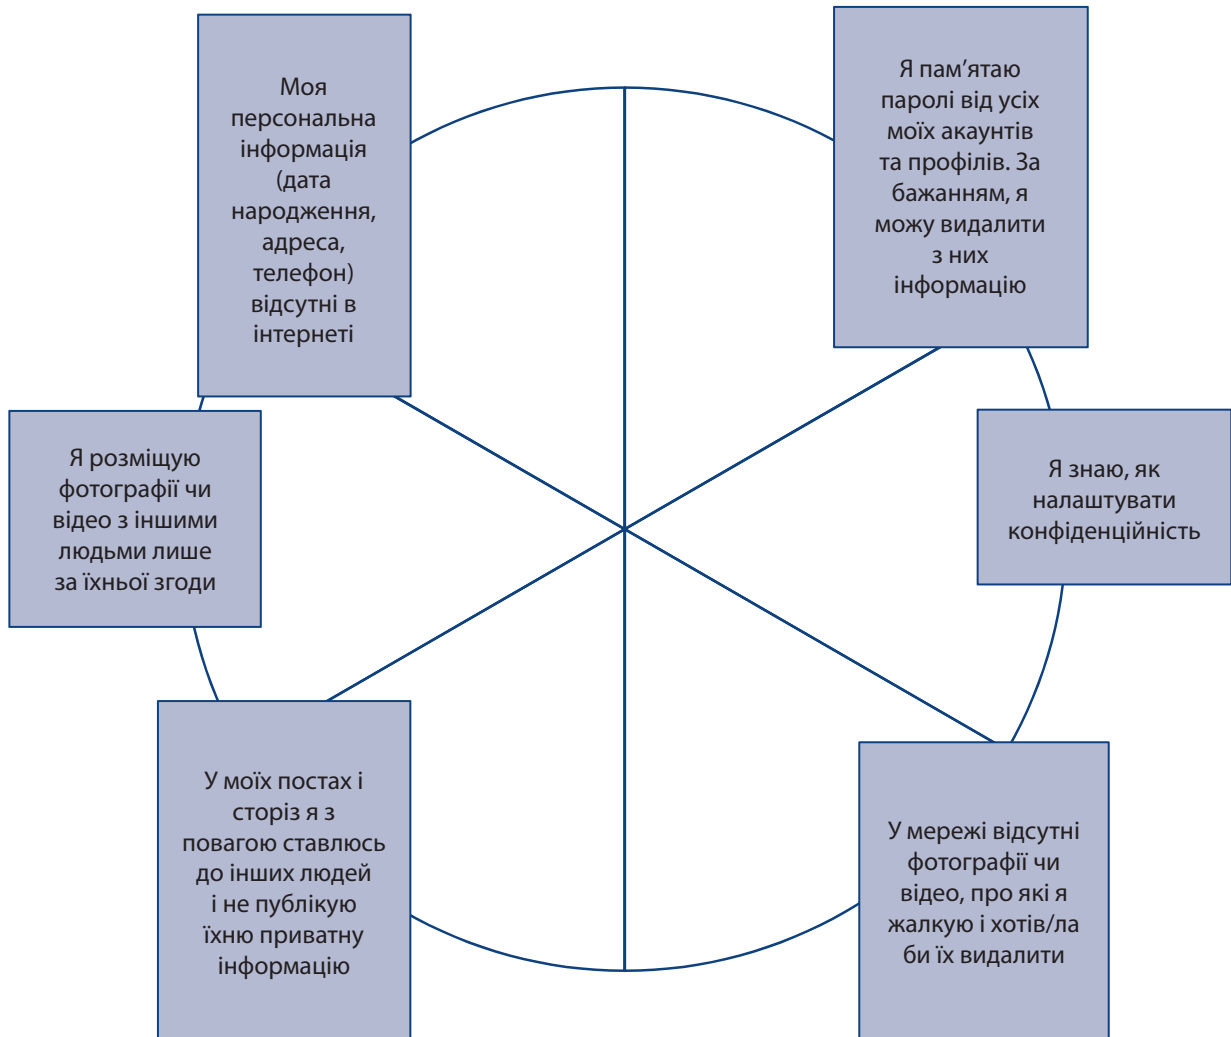 Моя
персональна
інформація
(дата
народження,
адреса,
телефон)
відсутні в
інтернеті
Я пам’ятаю
паролі від усіх
моїх акаунтів
та профілів. За
бажанням, я
можу видалити
з них
інформацію
Я розміщую
фотографії чи
відео з іншими
людьми лише
за їхньої згоди
Я знаю, як
налаштувати
конфіденційність
У моїх постах і
сторіз я з
повагою ставлюсь
до інших людей
і не публікую
їхню приватну
інформацію
У мережі відсутні
фотографії чи
відео, про які я
жалкую і хотів/ла
би їх видалити